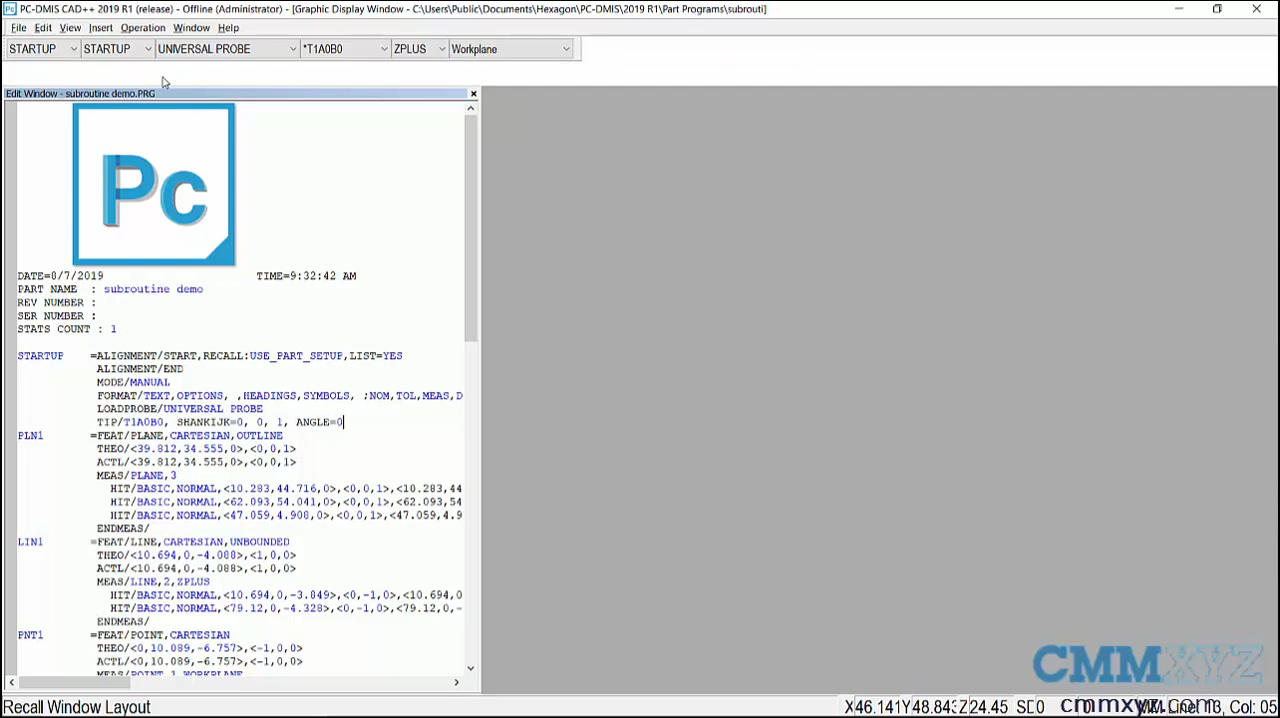 PC-DMIS CAD++ 2019 R1 (release) - Offline (Administrator) - [Graphic Display Window - C:\Users\Public\Documents\Hexagon\PC-DMIS\2019 R1\Part Programs\subrouti]
File Edit View Insert Operation Window Help
STARTUP STARTUP UNIVERSAL PROBE *T1A0B0 ZPLUS Workplane
Edit Window - subroutine demo.PRG
Pc
DATE=8/7/2019 TIME=9:32:42 AM
PART NAME : subroutine demo
REV NUMBER :
SER NUMBER :
STATS COUNT : 1
STARTUP =ALIGNMENT/START,RECALL:USE_PART_SETUP,LIST=YES
ALIGNMENT/END
MODE/MANUAL
FORMAT/TEXT,OPTIONS, ,HEADINGS,SYMBOLS, ;NOM,TOL,MEAS,D
LOADPROBE/UNIVERSAL PROBE
TIP/T1A0B0, SHANKIJK=0, 0, 1, ANGLE=0
PLN1 =FEAT/PLANE,CARTESIAN,OUTLINE
THEO/<39.812,34.555,0>,<0,0,1>
ACTL/<39.812,34.555,0>,<0,0,1>
MEAS/PLANE,3
HIT/BASIC,NORMAL,<10.283,44.716,0>,<0,0,1>,<10.283,44
HIT/BASIC,NORMAL,<62.093,54.041,0>,<0,0,1>,<62.093,54
HIT/BASIC,NORMAL,<47.059,4.908,0>,<0,0,1>,<47.059,4.9
ENDMEAS/
LIN1 =FEAT/LINE,CARTESIAN,UNBOUNDED
THEO/<10.694,0,-4.088>,<1,0,0>
ACTL/<10.694,0,-4.088>,<1,0,0>
MEAS/LINE,2,ZPLUS
HIT/BASIC,NORMAL,<10.694,0,-3.849>,<0,-1,0>,<10.694,0
HIT/BASIC,NORMAL,<79.12,0,-4.328>,<0,-1,0>,<79.12,0,-
ENDMEAS/
PNT1 =FEAT/POINT,CARTESIAN
THEO/<0,10.089,-6.757>,<-1,0,0>
ACTL/<0,10.089,-6.757>,<-1,0,0>
MEAS/POINT,1,WORKPLANE
CMMXYZ
cmmxyz.com
Recall Window Layout X46.141Y48.843Z24.45 SD0 Col: 05